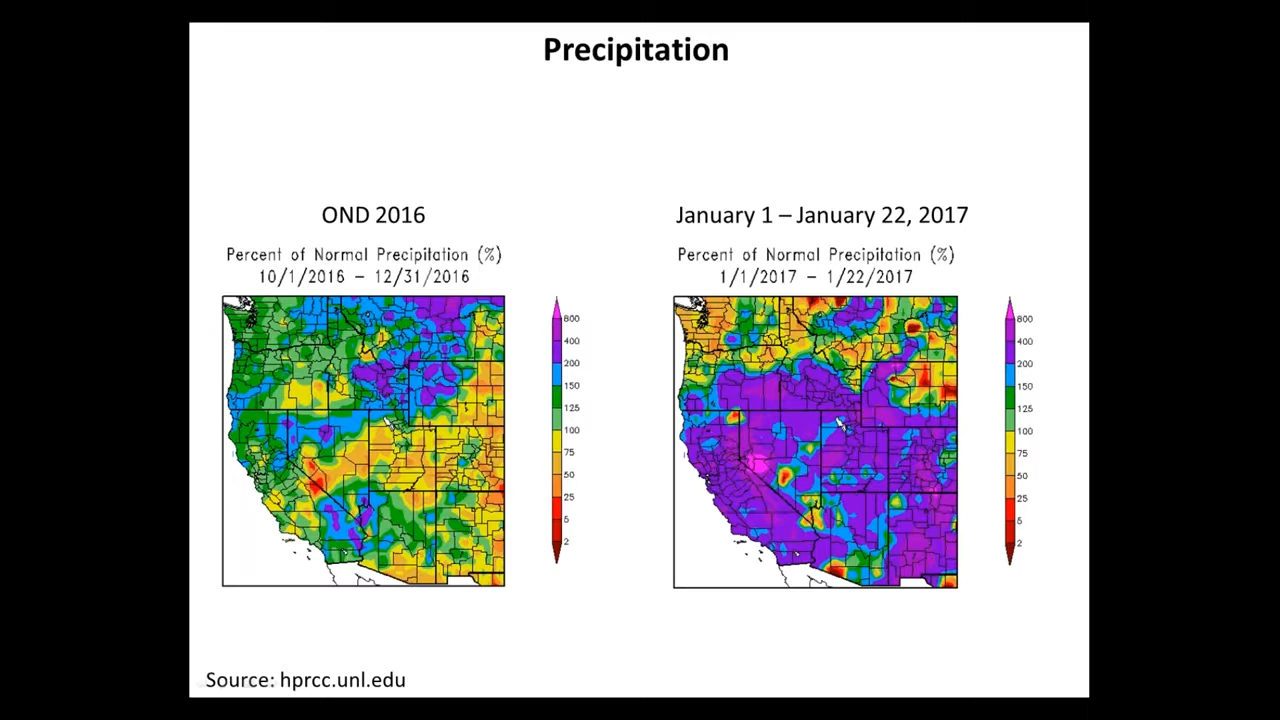 Precipitation
OND 2016
Percent of Normal Precipitation (%)
10/1/2016 – 12/31/2016
800
400
200
150
125
100
75
50
25
5
2
January 1 – January 22, 2017
Percent of Normal Precipitation (%)
1/1/2017 – 1/22/2017
800
400
200
150
125
100
75
50
25
5
2
Source: hprcc.unl.edu